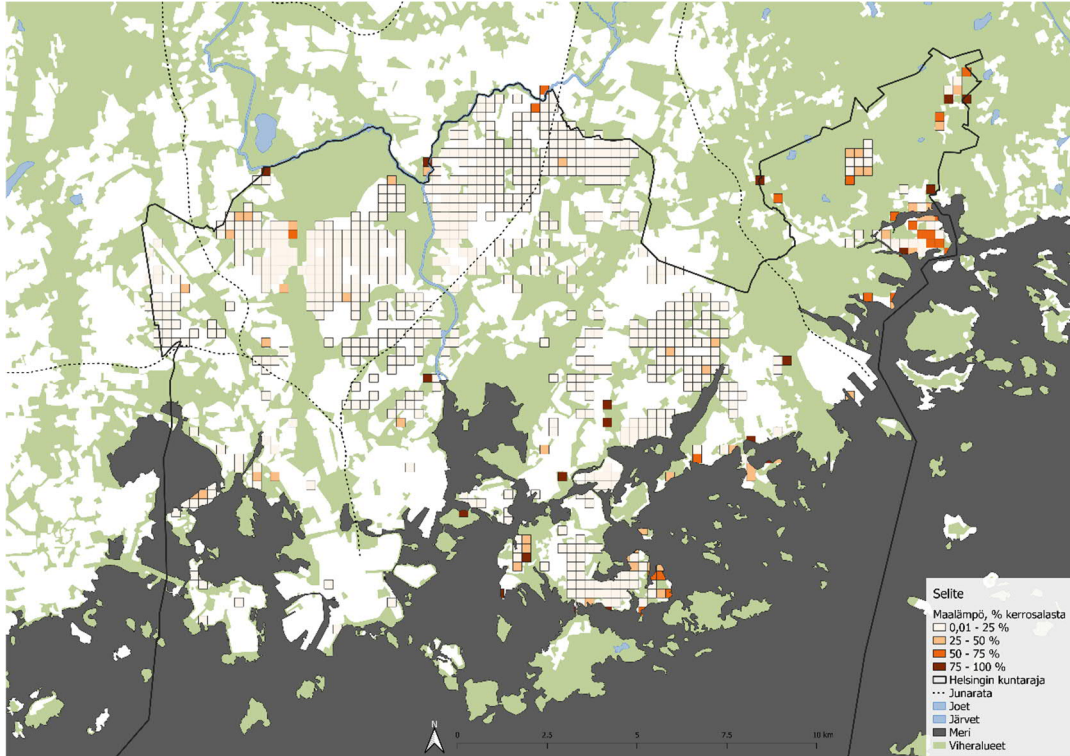 N
0
2.5
5
7.5
10 km
Selite
Maalämpö, % kerrosalasta
0,01 - 25 %
25 - 50 %
50 - 75 %
75 - 100 %
Helsingin kuntaraja
Junarata
Joet
Järvet
Meri
Viheralueet